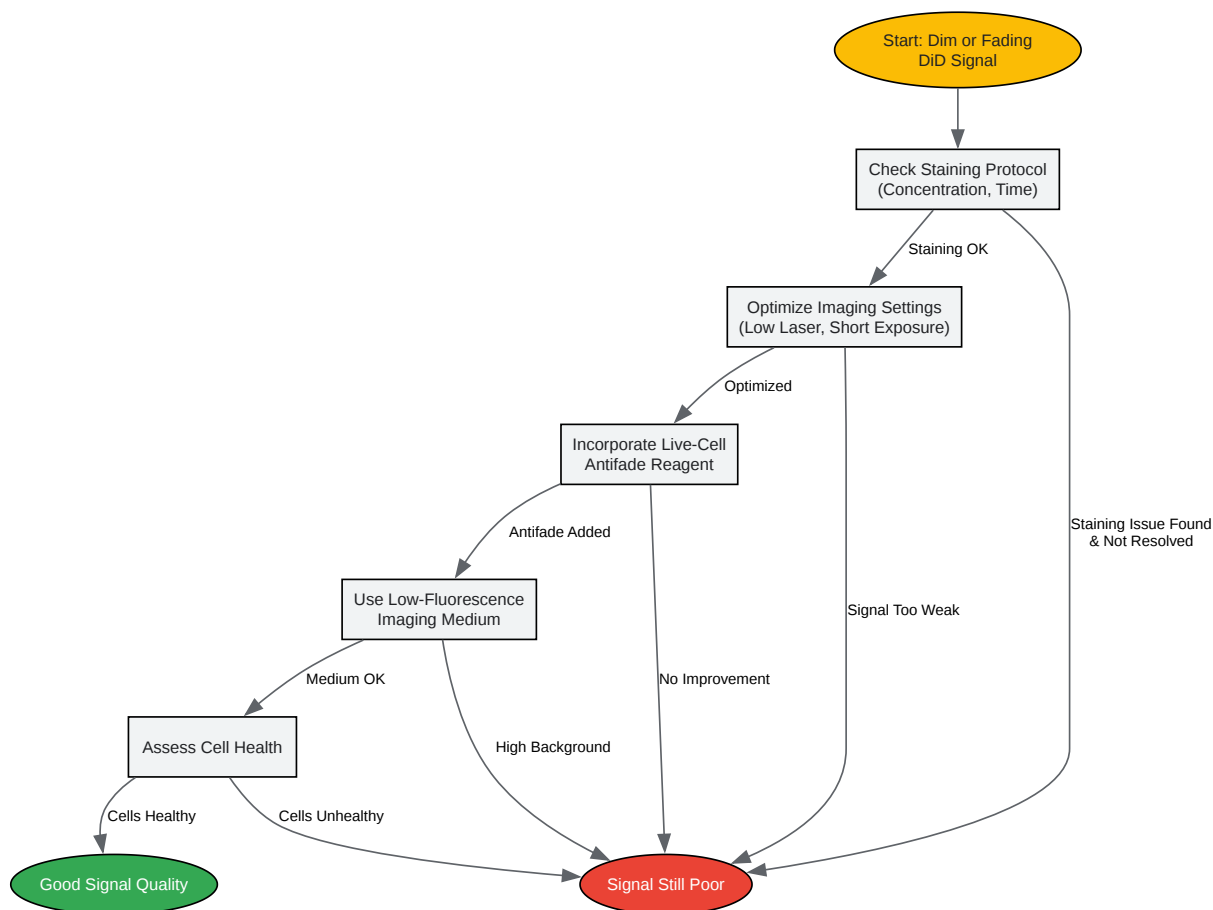 Start: Dim or Fading
DiD Signal
Check Staining Protocol
(Concentration, Time)
Staining OK
Optimize Imaging Settings
(Low Laser, Short Exposure)
Optimized
Incorporate Live-Cell
Antifade Reagent
Staining Issue Found
& Not Resolved
Antifade Added
Use Low-Fluorescence
Imaging Medium
Signal Too Weak
Medium OK
No Improvement
Assess Cell Health
High Background
Cells Healthy
Cells Unhealthy
Good Signal Quality
Signal Still Poor